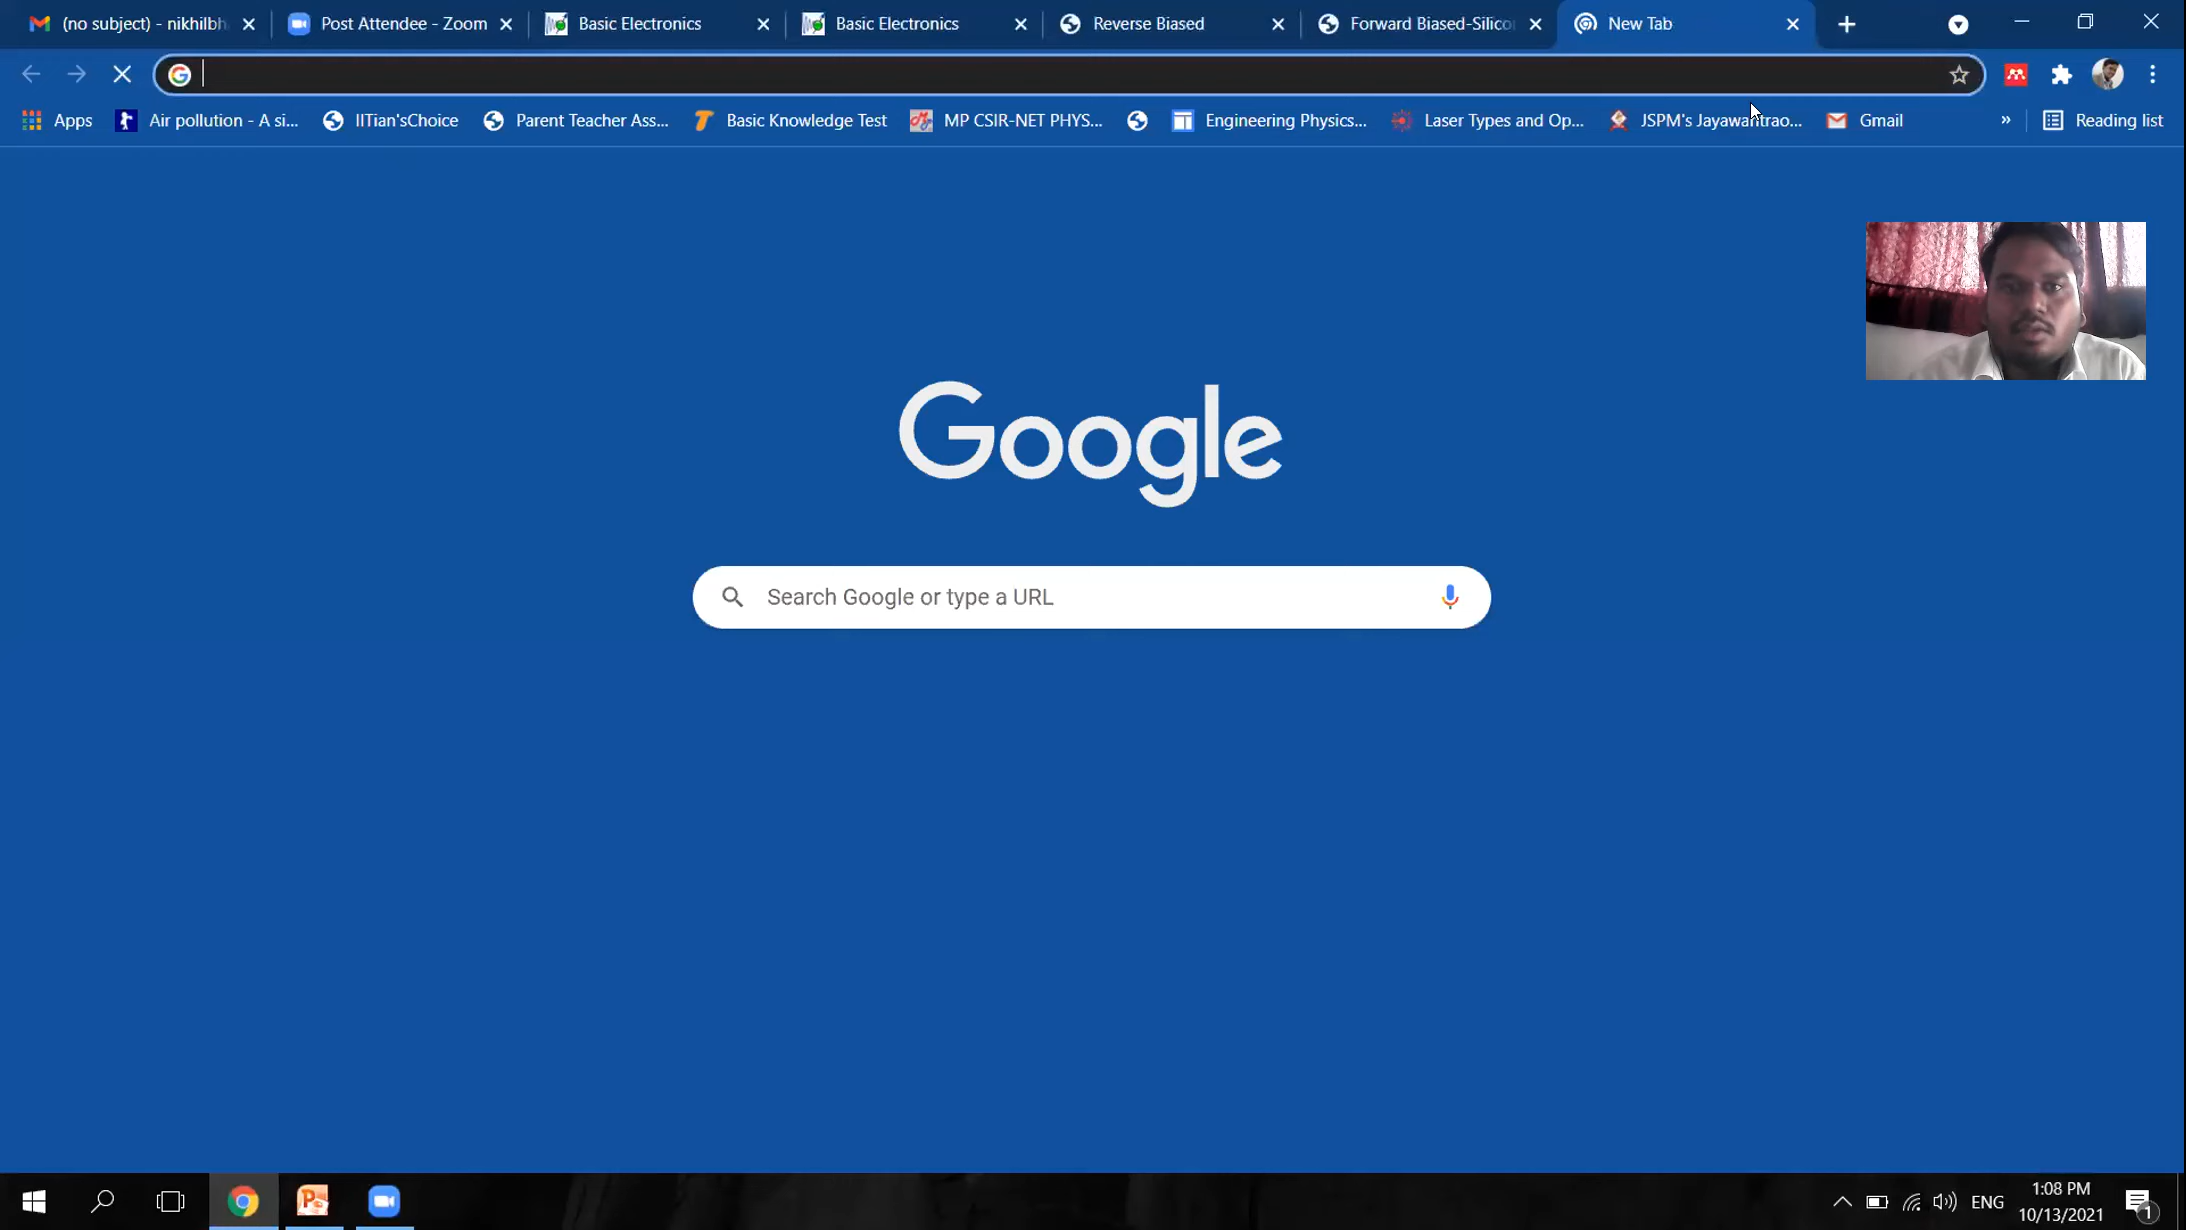 (no subject) - nikhilbh
Post Attendee - Zoom
Basic Electronics
Basic Electronics
Reverse Biased
Forward Biased-Silico
New Tab
Apps
Air pollution - A si...
IITian'sChoice
Parent Teacher Ass...
Basic Knowledge Test
MP CSIR-NET PHYS...
Engineering Physics...
Laser Types and Op...
JSPM's Jayawantrao...
Gmail
»
Reading list
Google
Search Google or type a URL
ENG
1:08 PM
10/13/2021
1